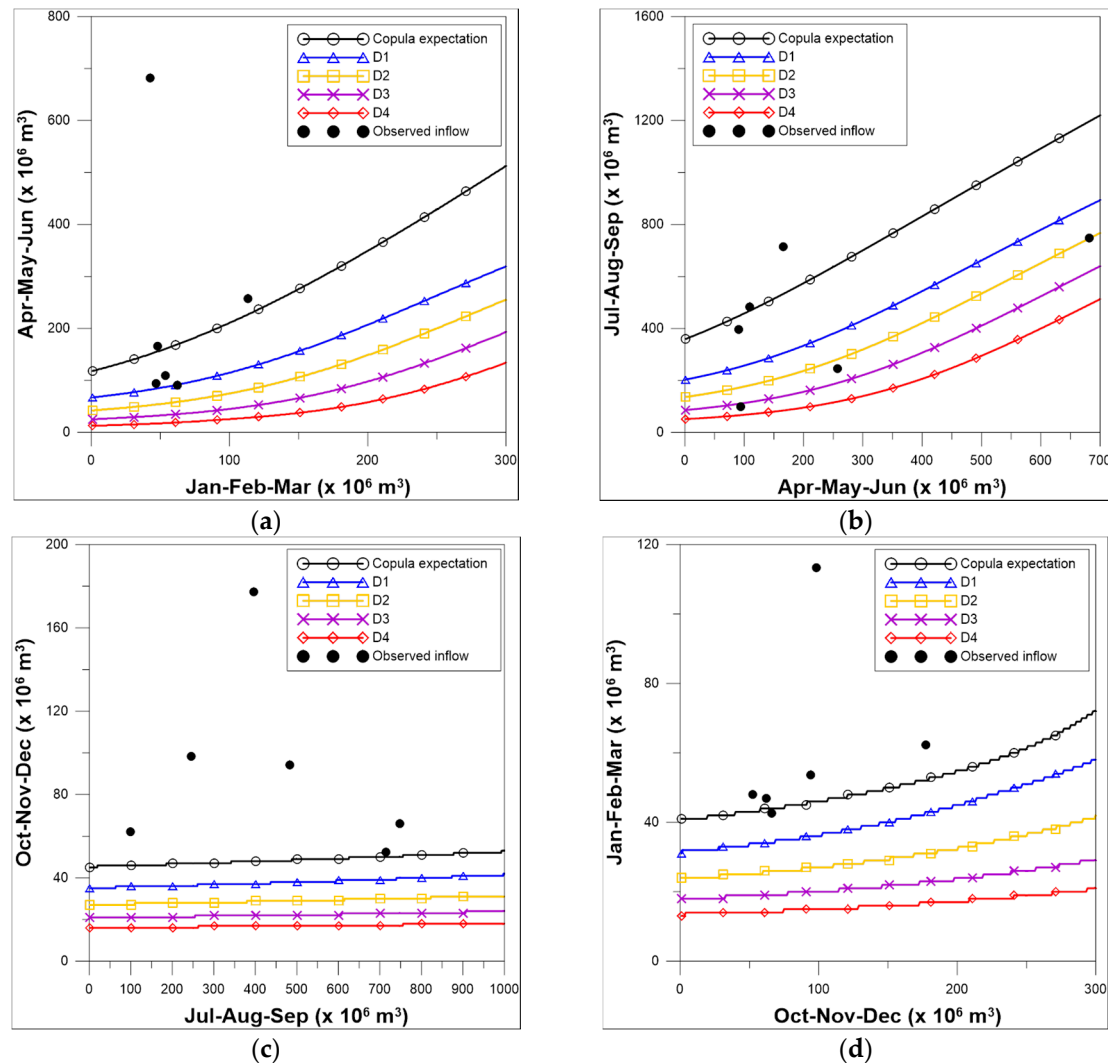 800
600
400
200
0
0
100
200
300
Apr-May-Jun (x 10⁶ m³)
Jan-Feb-Mar (x 10⁶ m³)
Copula expectation
D1
D2
D3
D4
Observed inflow
(a)
1600
1200
800
400
0
0
100
200
300
400
500
600
700
Jul-Aug-Sep (x 10⁶ m³)
Apr-May-Jun (x 10⁶ m³)
Copula expectation
D1
D2
D3
D4
Observed inflow
(b)
200
160
120
80
40
0
0
100
200
300
400
500
600
700
800
900
1000
Oct-Nov-Dec (x 10⁶ m³)
Jul-Aug-Sep (x 10⁶ m³)
Copula expectation
D1
D2
D3
D4
Observed inflow
(c)
120
80
40
0
0
100
200
300
Jan-Feb-Mar (x 10⁶ m³)
Oct-Nov-Dec (x 10⁶ m³)
Copula expectation
D1
D2
D3
D4
Observed inflow
(d)